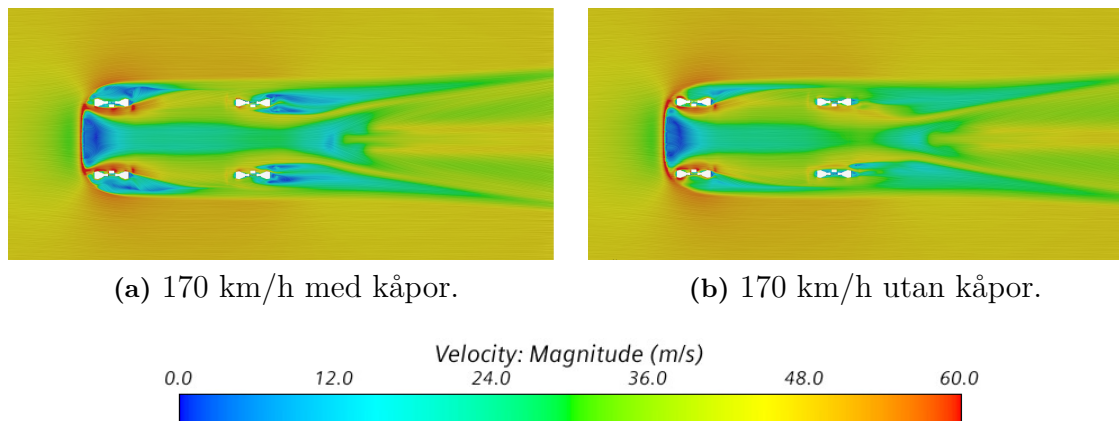 (a) 170 km/h med kåpor.
(b) 170 km/h utan kåpor.
Velocity: Magnitude (m/s)
0.0 12.0 24.0 36.0 48.0 60.0